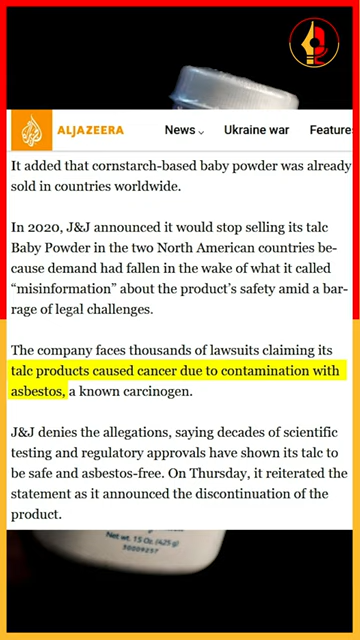 ALJAZEERA News Ukraine war Feature
It added that cornstarch-based baby powder was already
sold in countries worldwide.
In 2020, J&J announced it would stop selling its talc
Baby Powder in the two North American countries be-
cause demand had fallen in the wake of what it called
“misinformation” about the product’s safety amid a bar-
rage of legal challenges.
The company faces thousands of lawsuits claiming its
talc products caused cancer due to contamination with
asbestos, a known carcinogen.
J&J denies the allegations, saying decades of scientific
testing and regulatory approvals have shown its talc to
be safe and asbestos-free. On Thursday, it reiterated the
statement as it announced the discontinuation of the
product.
Net wt. 15 Oz. (425 g)